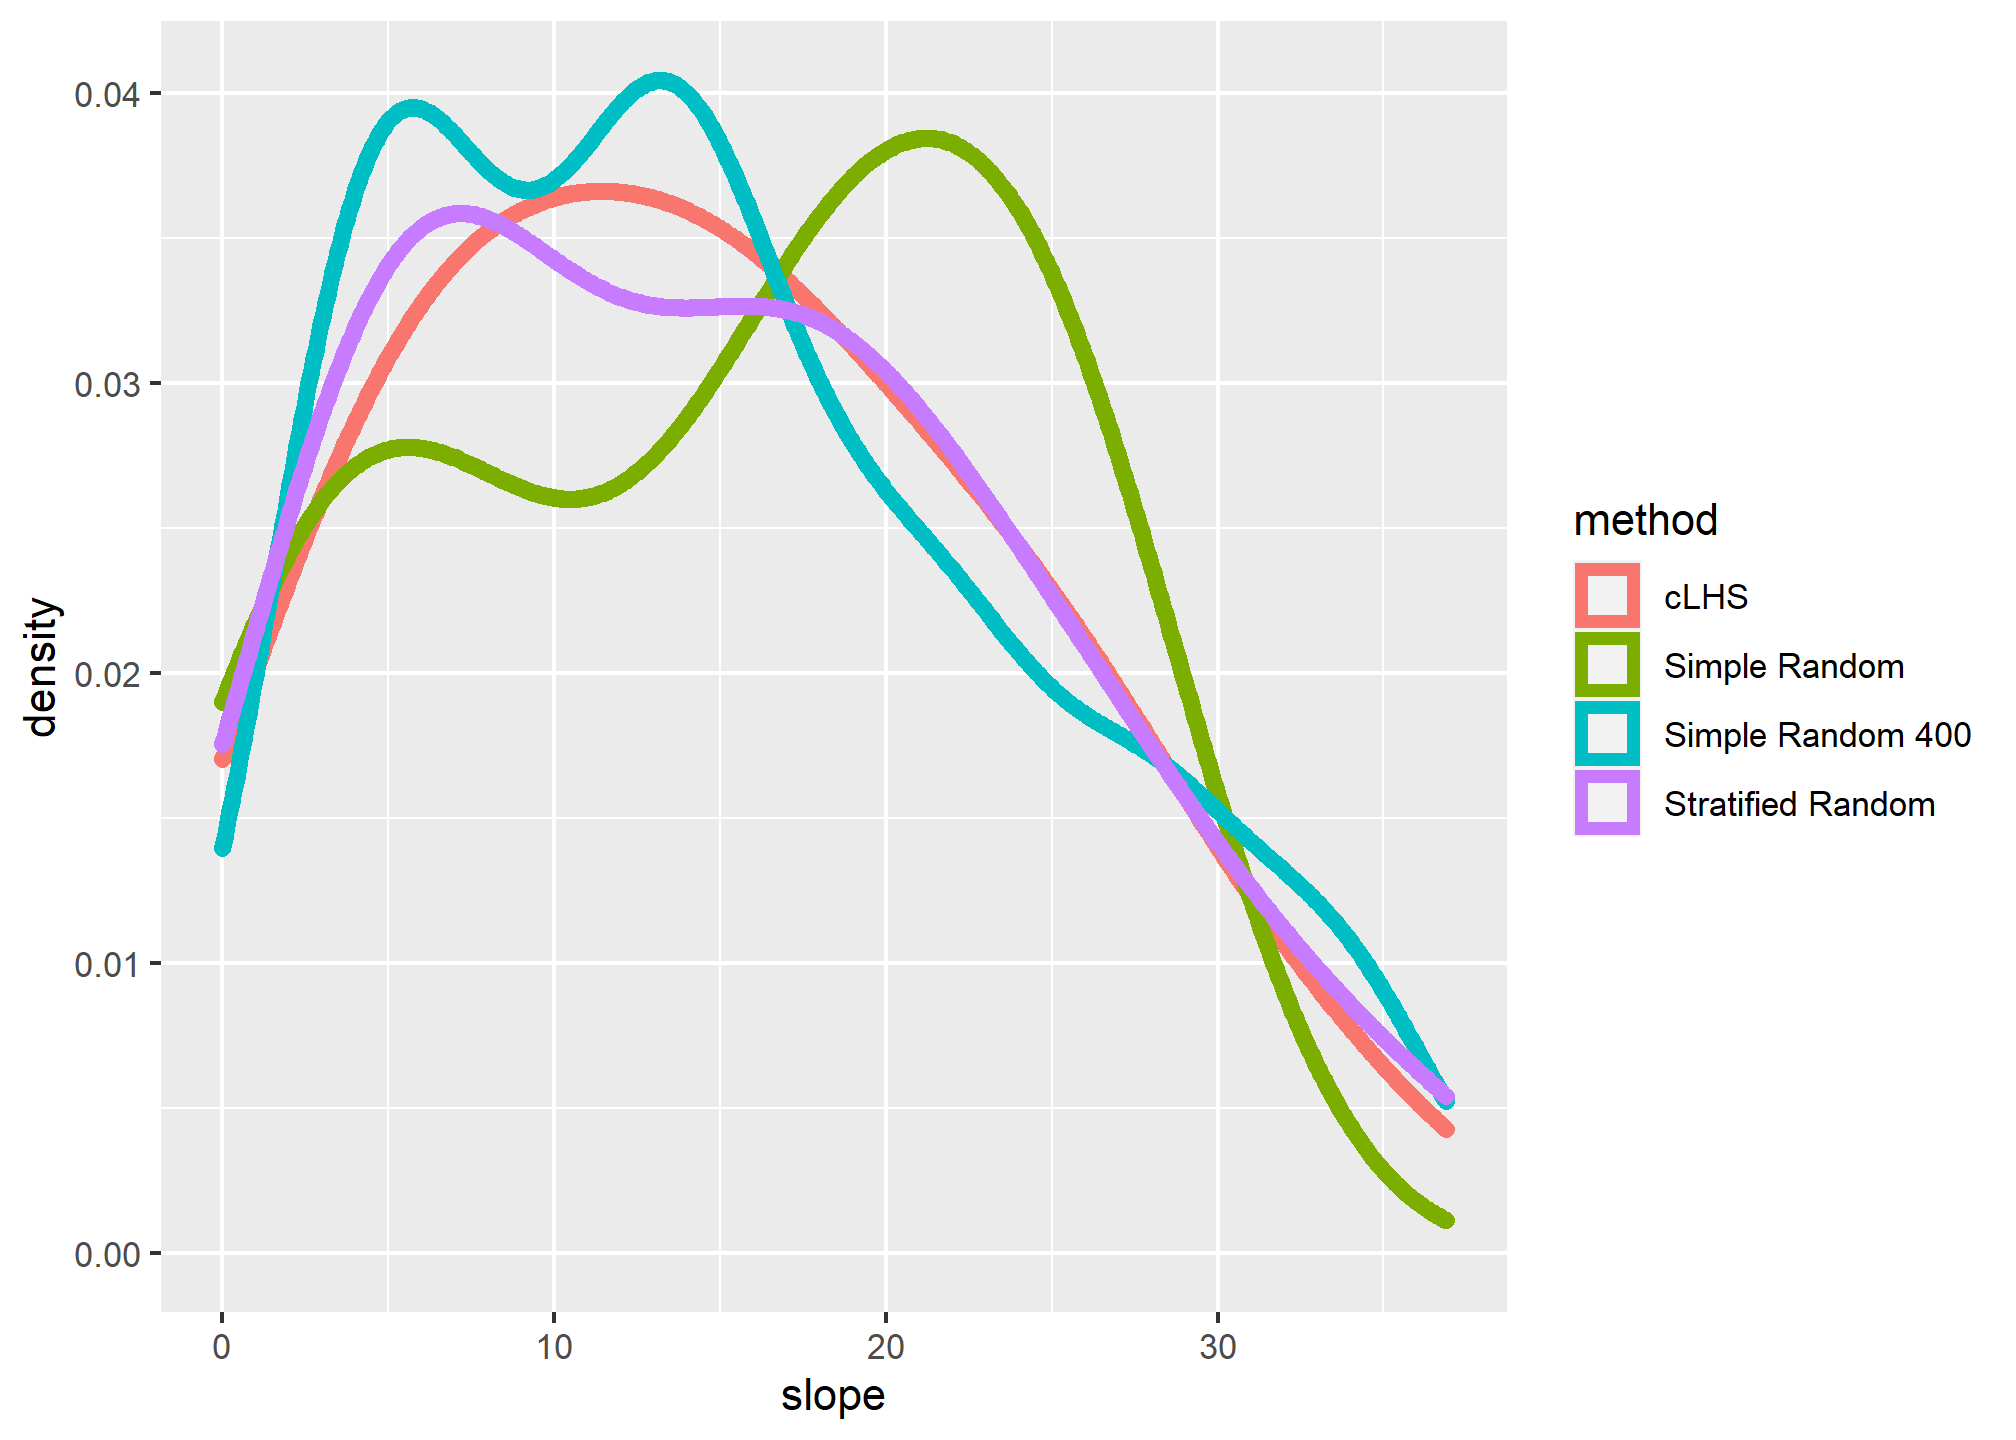 0.04
0.03
0.02
0.01
0.00
density
0 10 20 30
slope
method
cLHS
Simple Random
Simple Random 400
Stratified Random